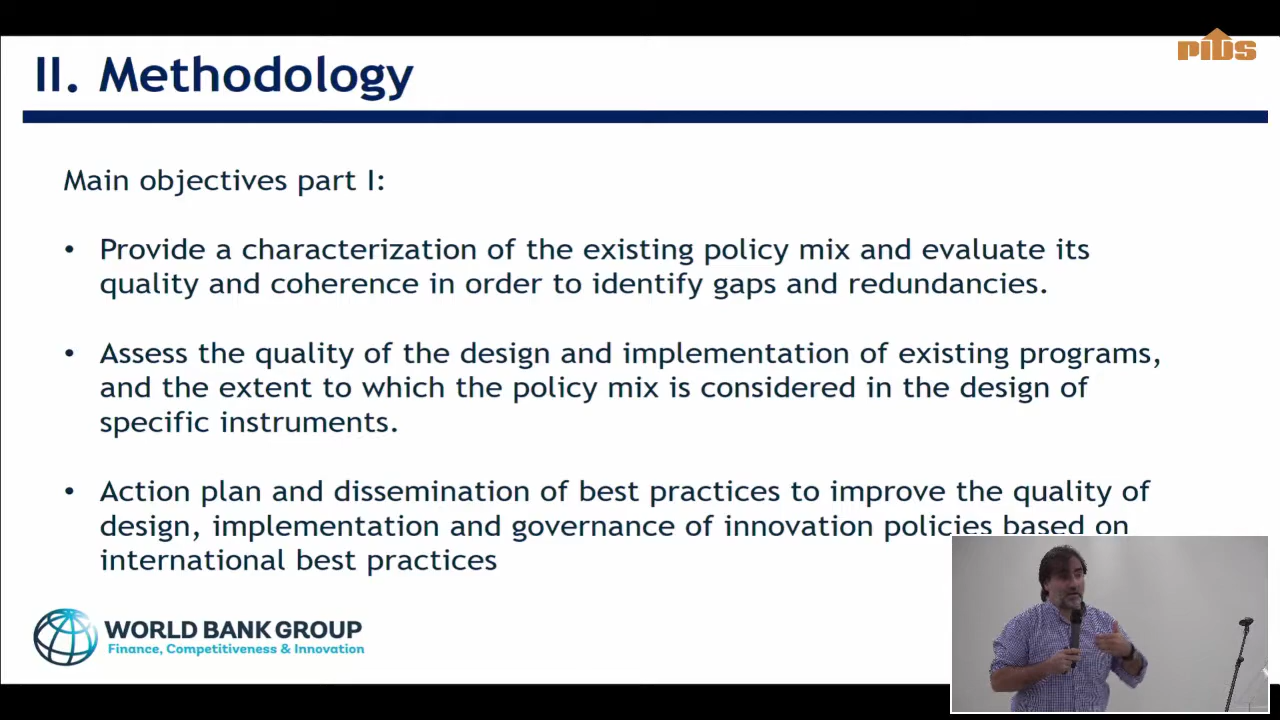 PIDS
II. Methodology
Main objectives part I:
• Provide a characterization of the existing policy mix and evaluate its
quality and coherence in order to identify gaps and redundancies.
• Assess the quality of the design and implementation of existing programs,
and the extent to which the policy mix is considered in the design of
specific instruments.
• Action plan and dissemination of best practices to improve the quality of
design, implementation and governance of innovation policies based on
international best practices
WORLD BANK GROUP
Finance, Competitiveness & Innovation